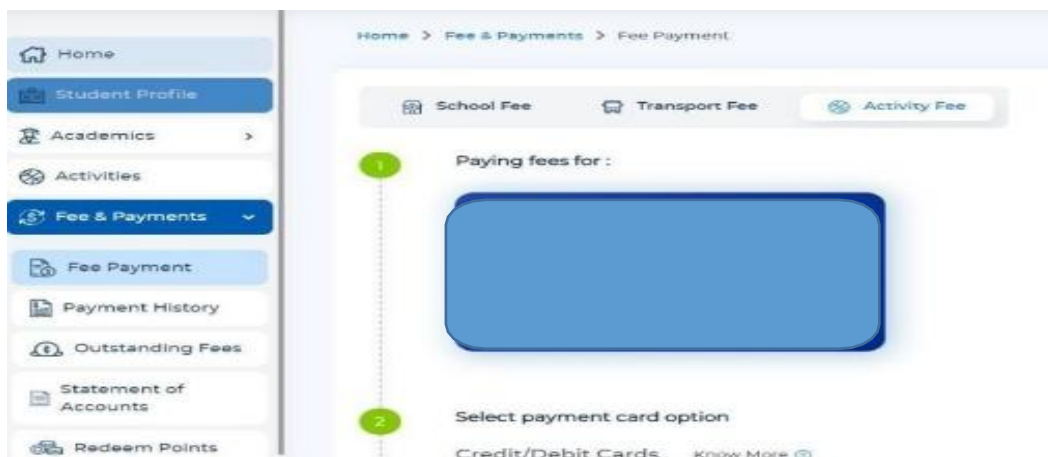 Home
Student Profile
Academics
Activities
Fee & Payments
Fee Payment
Payment History
Outstanding Fees
Statement of
Accounts
Redeem Points
Home > Fee & Payments > Fee Payment
School Fee Transport Fee Activity Fee
1 Paying fees for :
2 Select payment card option
Credit/Debit Cards Know More